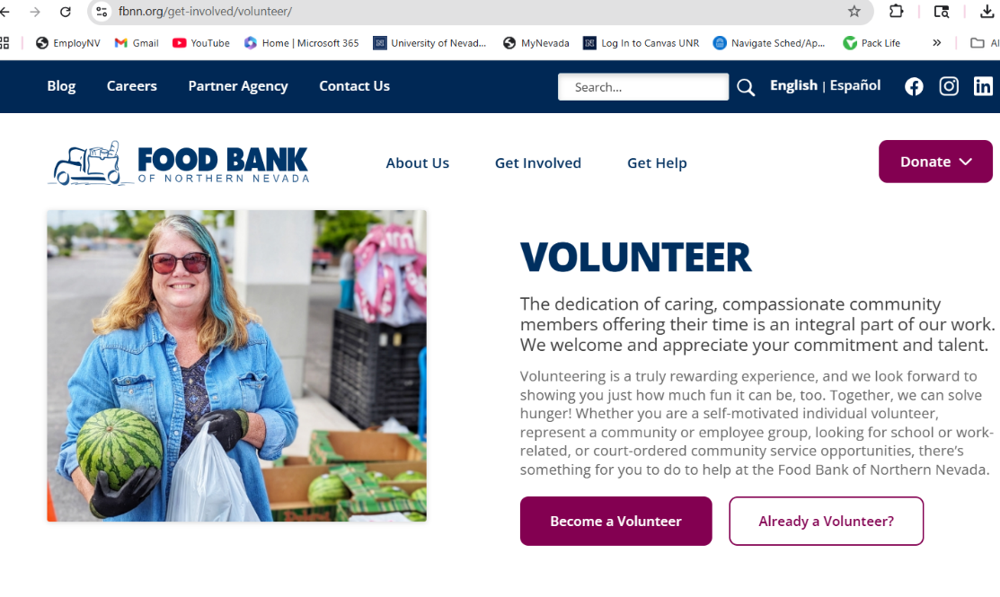 fbnn.org/get-involved/volunteer/
EmployNV Gmail YouTube Home | Microsoft 365 University of Nevad... MyNevada Log In to Canvas UNR Navigate Sched/Ap... Pack Life »
Blog Careers Partner Agency Contact Us Search... English | Español
FOOD BANK
OF NORTHERN NEVADA
About Us Get Involved Get Help Donate
VOLUNTEER
The dedication of caring, compassionate community
members offering their time is an integral part of our work.
We welcome and appreciate your commitment and talent.
Volunteering is a truly rewarding experience, and we look forward to
showing you just how much fun it can be, too. Together, we can solve
hunger! Whether you are a self-motivated individual volunteer,
represent a community or employee group, looking for school or work-
related, or court-ordered community service opportunities, there's
something for you to do to help at the Food Bank of Northern Nevada.
Become a Volunteer Already a Volunteer?